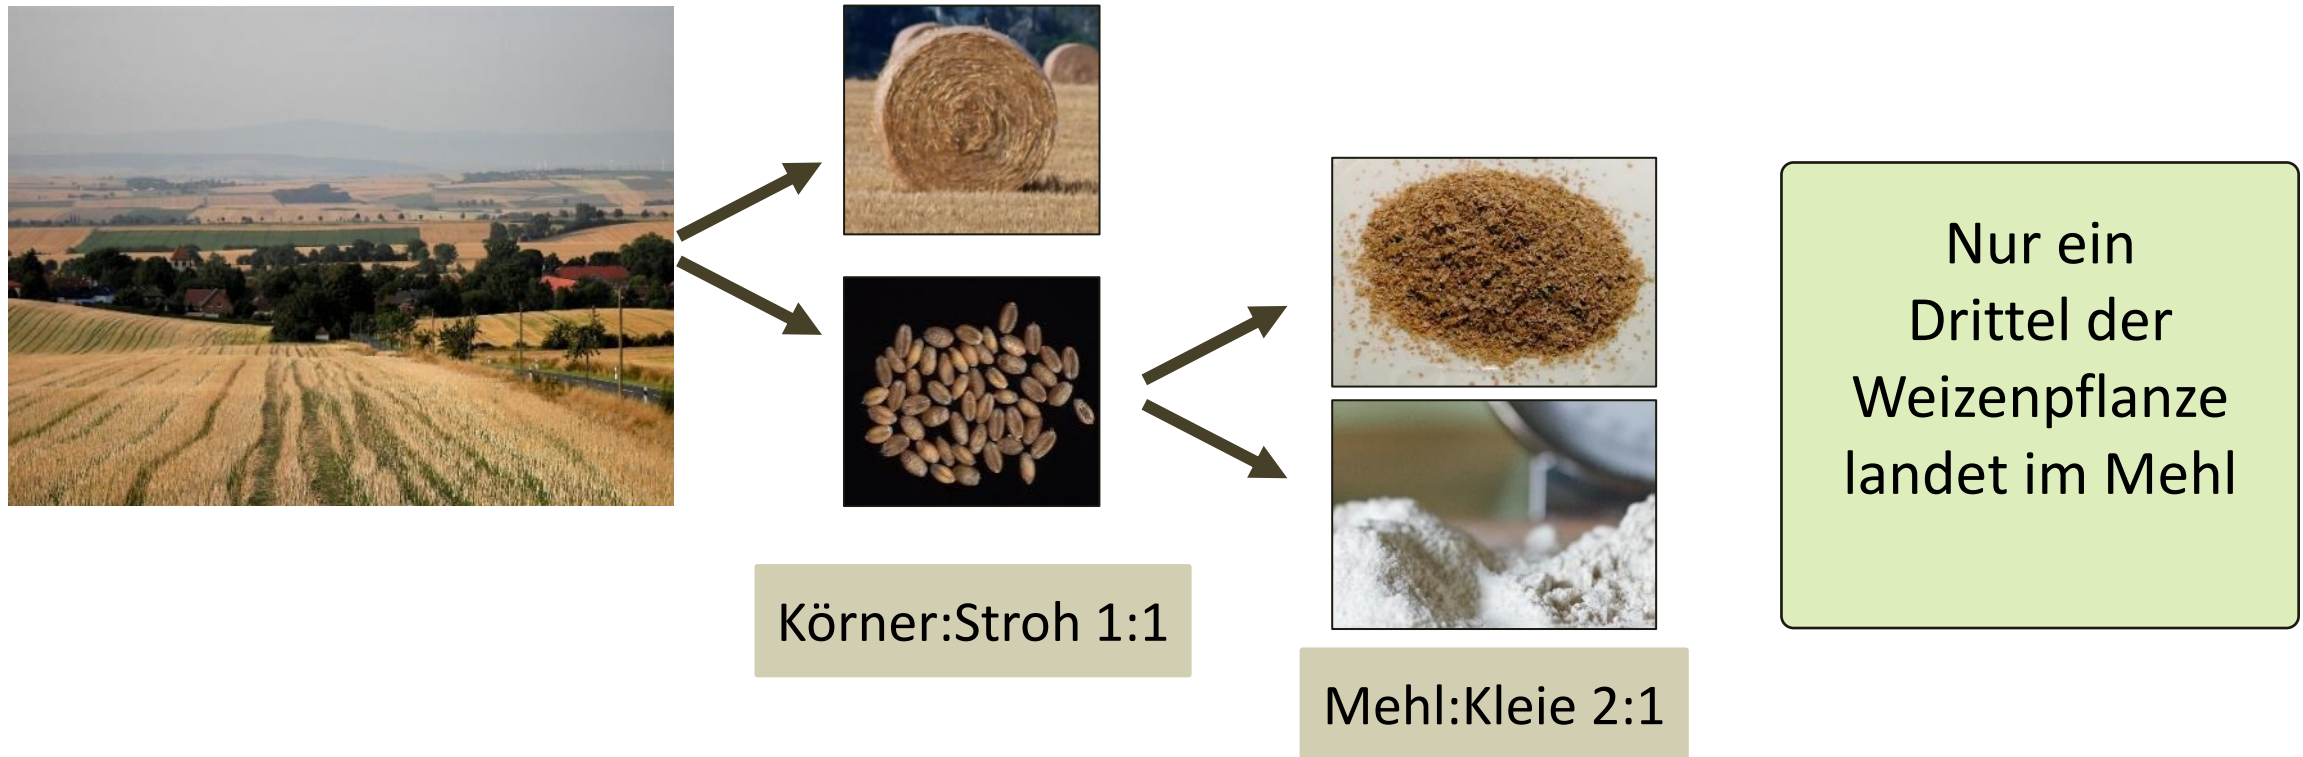 Körner:Stroh 1:1
Mehl:Kleie 2:1
Nur ein
Drittel der
Weizenpflanze
landet im Mehl